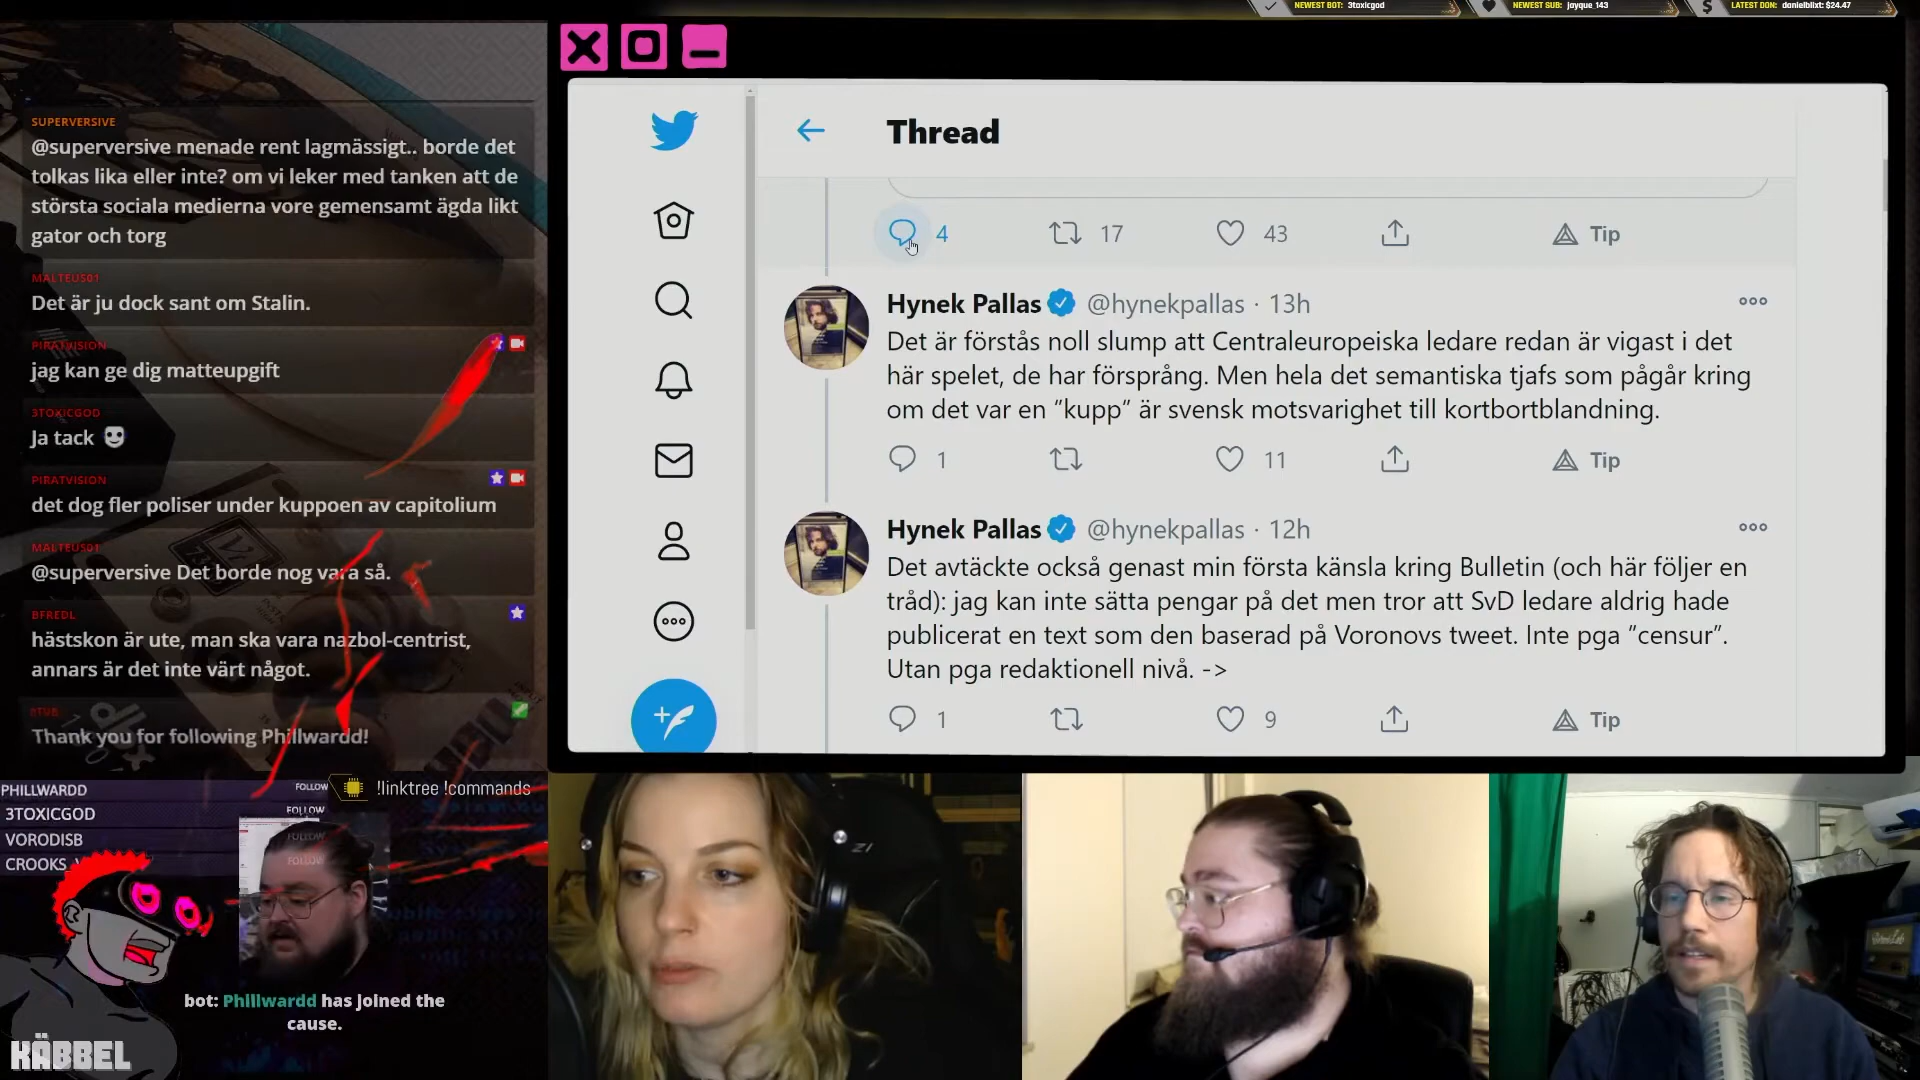 NEWEST BOT: 3toxicgod
NEWEST SUB: jayque_143
LATEST DON: danielblixt: $24.47
SUPERVERSIVE
@superversive menade rent lagmässigt.. borde det
tolkas lika eller inte? om vi leker med tanken att de
största sociala medierna vore gemensamt ägda likt
gator och torg
MALTEUS01
Det är ju dock sant om Stalin.
PIRATVISION
jag kan ge dig matteupgift
3TOXICGOD
Ja tack
PIRATVISION
det dog fler poliser under kuppoen av capitolium
MALTEUS01
@superversive Det borde nog vara så.
BFREDL
hästskon är ute, man ska vara nazbol-centrist,
annars är det inte värt något.
Thank you for following Phillwardd!
PHILLWARDD FOLLOW
!linktree !commands
3TOXICGOD FOLLOW
VORODISB FOLLOW
CROOKS_ FOLLOW
bot: Phillwardd has joined the
cause.
KÄBBEL
Thread
4 17 43 Tip
Hynek Pallas @hynekpallas · 13h
Det är förstås noll slump att Centraleuropeiska ledare redan är vigast i det
här spelet, de har försprång. Men hela det semantiska tjafs som pågår kring
om det var en ”kupp” är svensk motsvarighet till kortbortblandning.
1 11 Tip
Hynek Pallas @hynekpallas · 12h
Det avtäckte också genast min första känsla kring Bulletin (och här följer en
tråd): jag kan inte sätta pengar på det men tror att SvD ledare aldrig hade
publicerat en text som den baserad på Voronovs tweet. Inte pga ”censur”.
Utan pga redaktionell nivå. ->
1 9 Tip